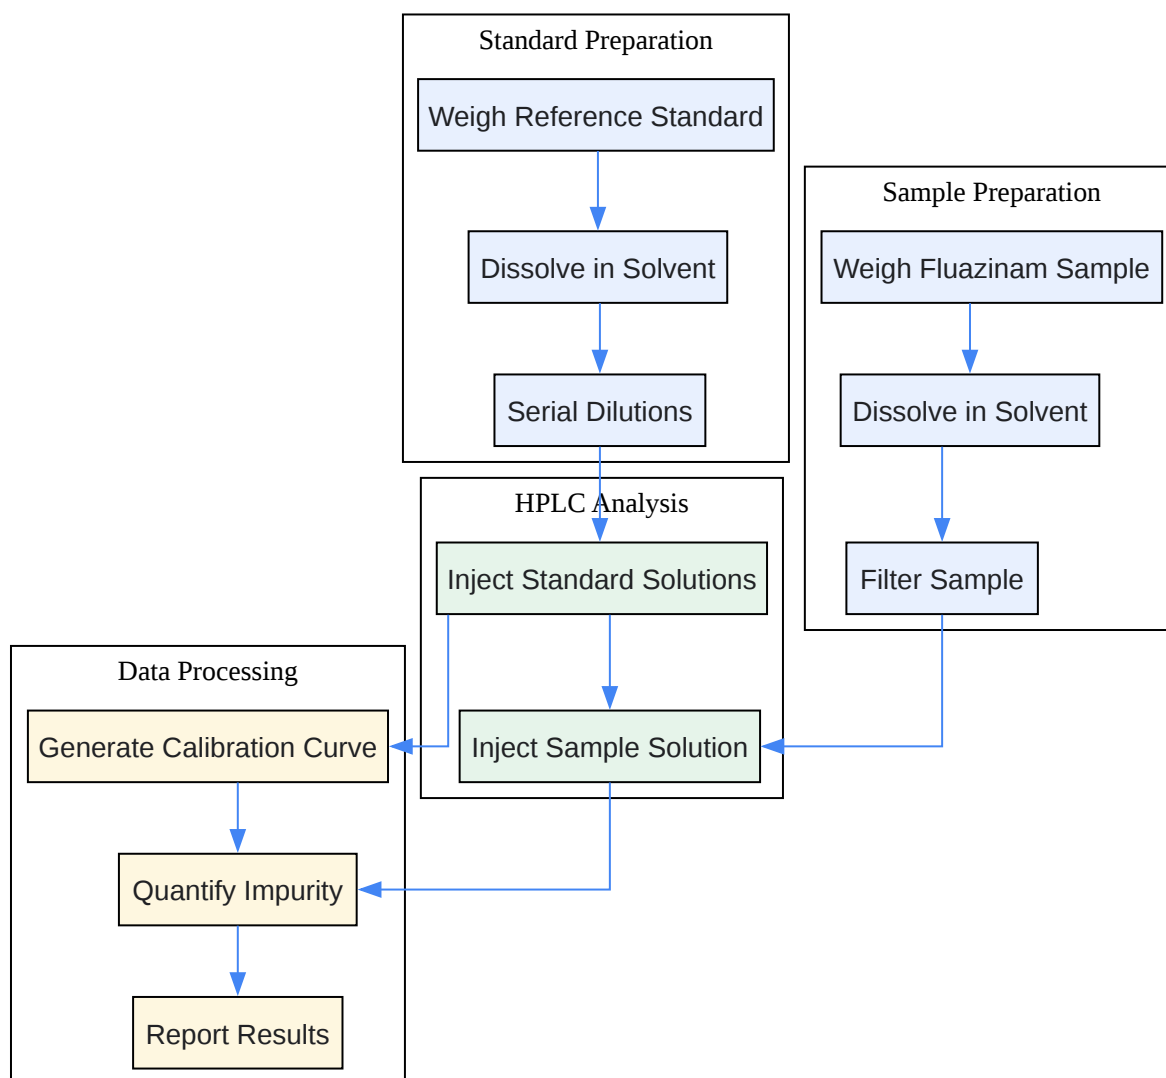 Standard Preparation
Weigh Reference Standard
Dissolve in Solvent
Serial Dilutions
Sample Preparation
Weigh Fluazinam Sample
Dissolve in Solvent
Filter Sample
HPLC Analysis
Inject Standard Solutions
Inject Sample Solution
Data Processing
Generate Calibration Curve
Quantify Impurity
Report Results